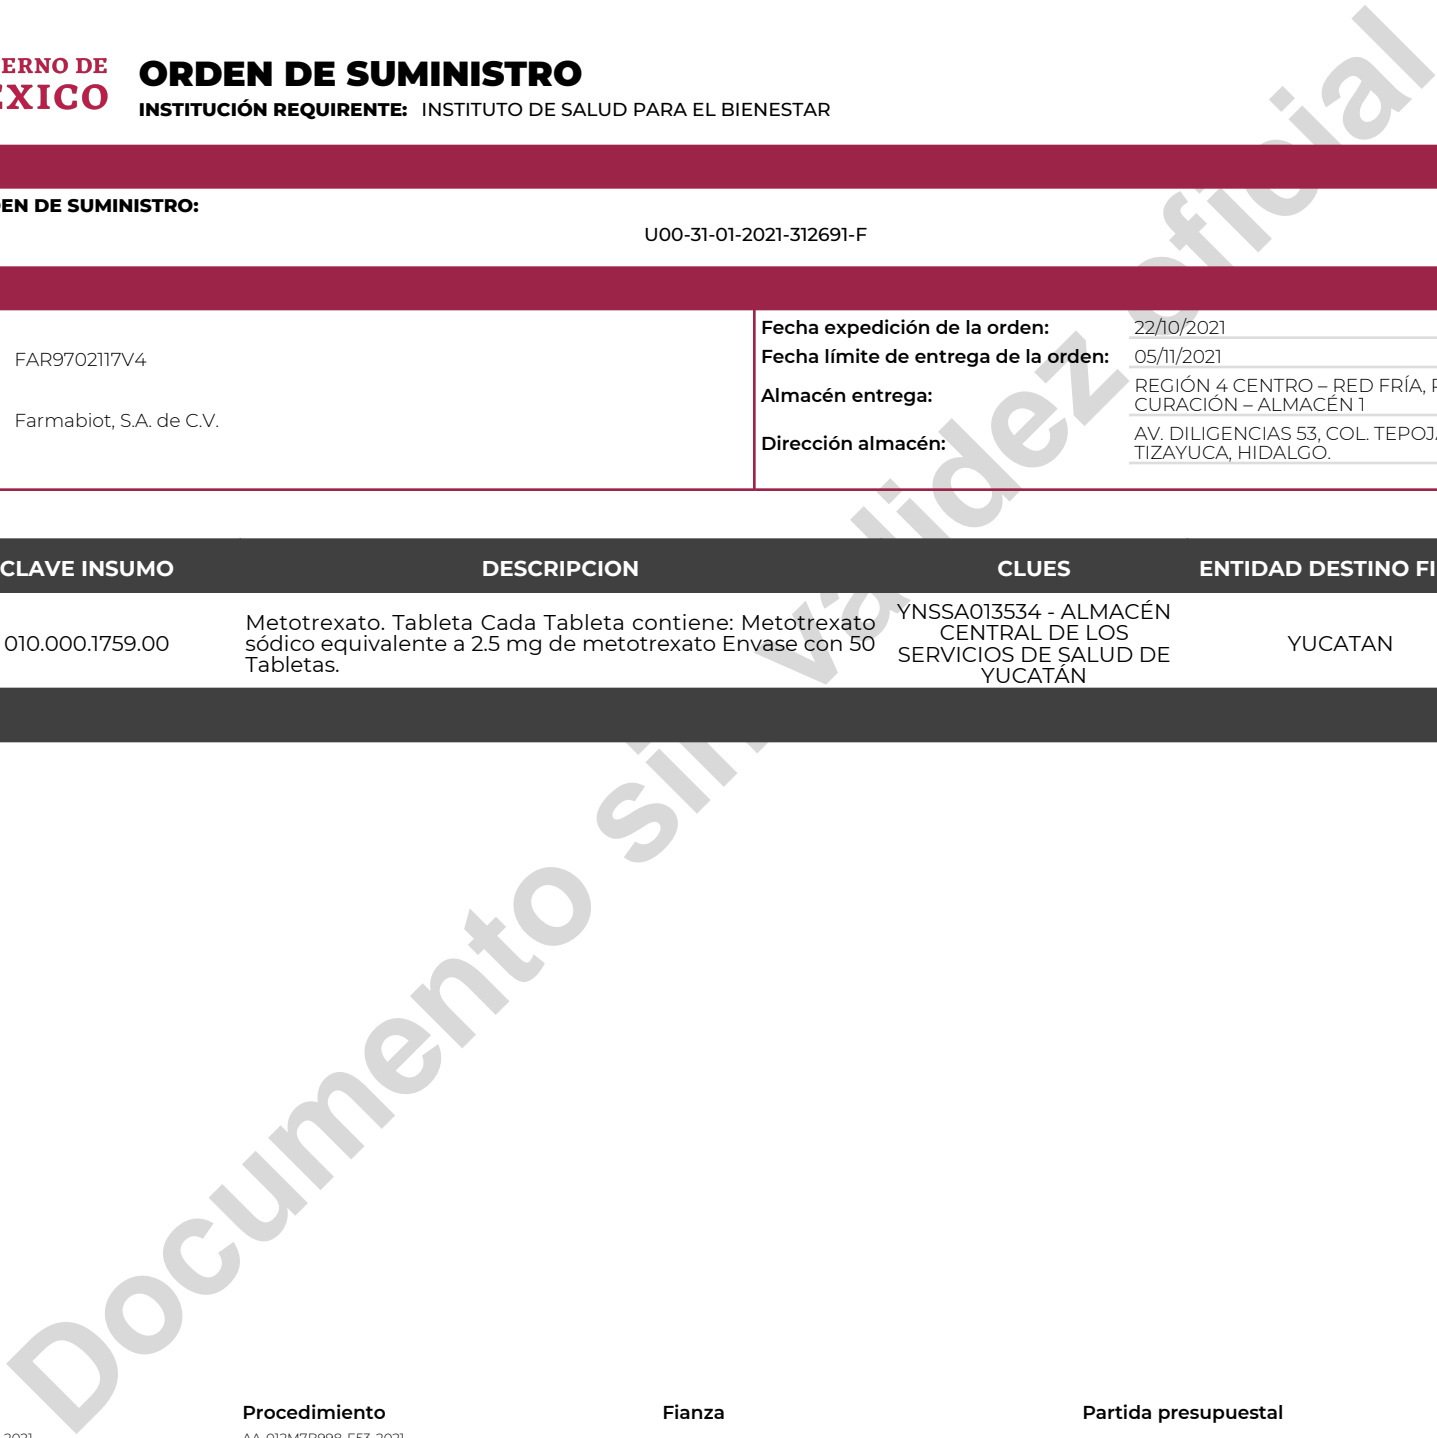 ERNO DE
EXICO
ORDEN DE SUMINISTRO
INSTITUCIÓN REQUIRENTE: INSTITUTO DE SALUD PARA EL BIENESTAR
EN DE SUMINISTRO:
U00-31-01-2021-312691-F
FAR9702117V4
Farmabiot, S.A. de C.V.
Fecha expedición de la orden: 22/10/2021
Fecha límite de entrega de la orden: 05/11/2021
Almacén entrega: REGIÓN 4 CENTRO – RED FRÍA,
CURACIÓN – ALMACÉN 1
Dirección almacén: AV. DILIGENCIAS 53, COL. TEPOJ
TIZAYUCA, HIDALGO.
CLAVE INSUMO DESCRIPCION CLUES ENTIDAD DESTINO FI
010.000.1759.00
Metotrexato. Tableta Cada Tableta contiene: Metotrexato
sódico equivalente a 2.5 mg de metotrexato Envase con 50
Tabletas.
YNSSA013534 - ALMACÉN
CENTRAL DE LOS
SERVICIOS DE SALUD DE
YUCATÁN
YUCATAN
Procedimiento Fianza Partida presupuestal
Documento sin validez oficial